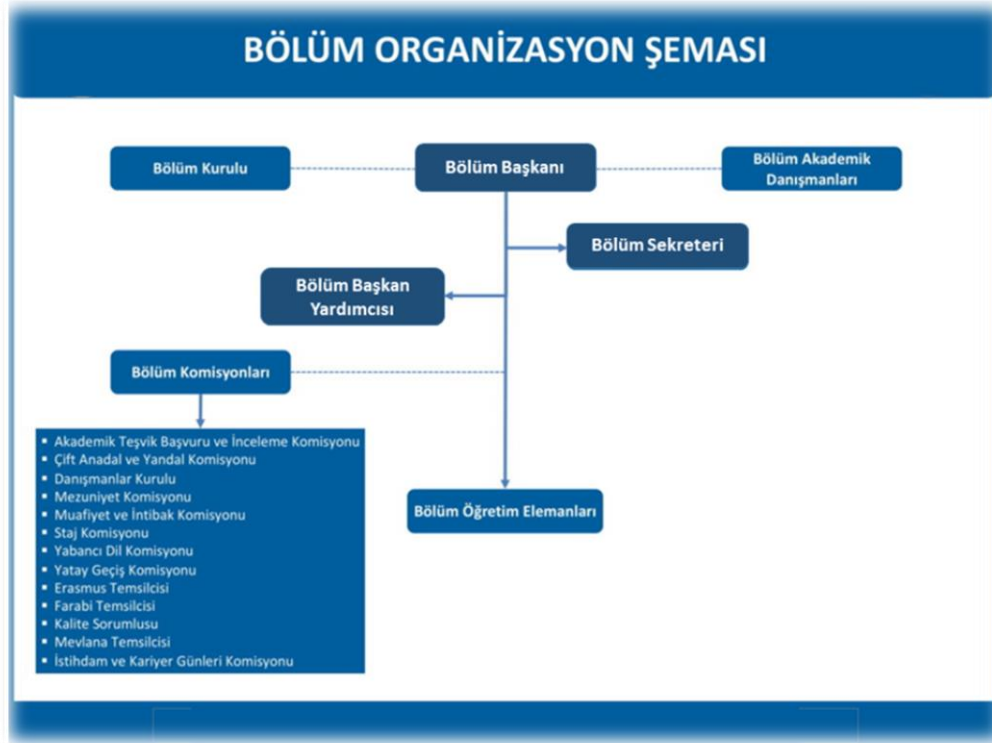 BÖLÜM ORGANİZASYON ŞEMASI
Bölüm Kurulu
Bölüm Başkanı
Bölüm Akademik
Danışmanları
Bölüm Sekreteri
Bölüm Başkan
Yardımcısı
Bölüm Komisyonları
▪ Akademik Teşvik Başvuru ve İnceleme Komisyonu
▪ Çift Anadal ve Yandal Komisyonu
▪ Danışmanlar Kurulu
▪ Mezuniyet Komisyonu
▪ Muafiyet ve İntibak Komisyonu
▪ Staj Komisyonu
▪ Yabancı Dil Komisyonu
▪ Yatay Geçiş Komisyonu
▪ Erasmus Temsilcisi
▪ Farabi Temsilcisi
▪ Kalite Sorumlusu
▪ Mevlana Temsilcisi
▪ İstihdam ve Kariyer Günleri Komisyonu
Bölüm Öğretim Elemanları